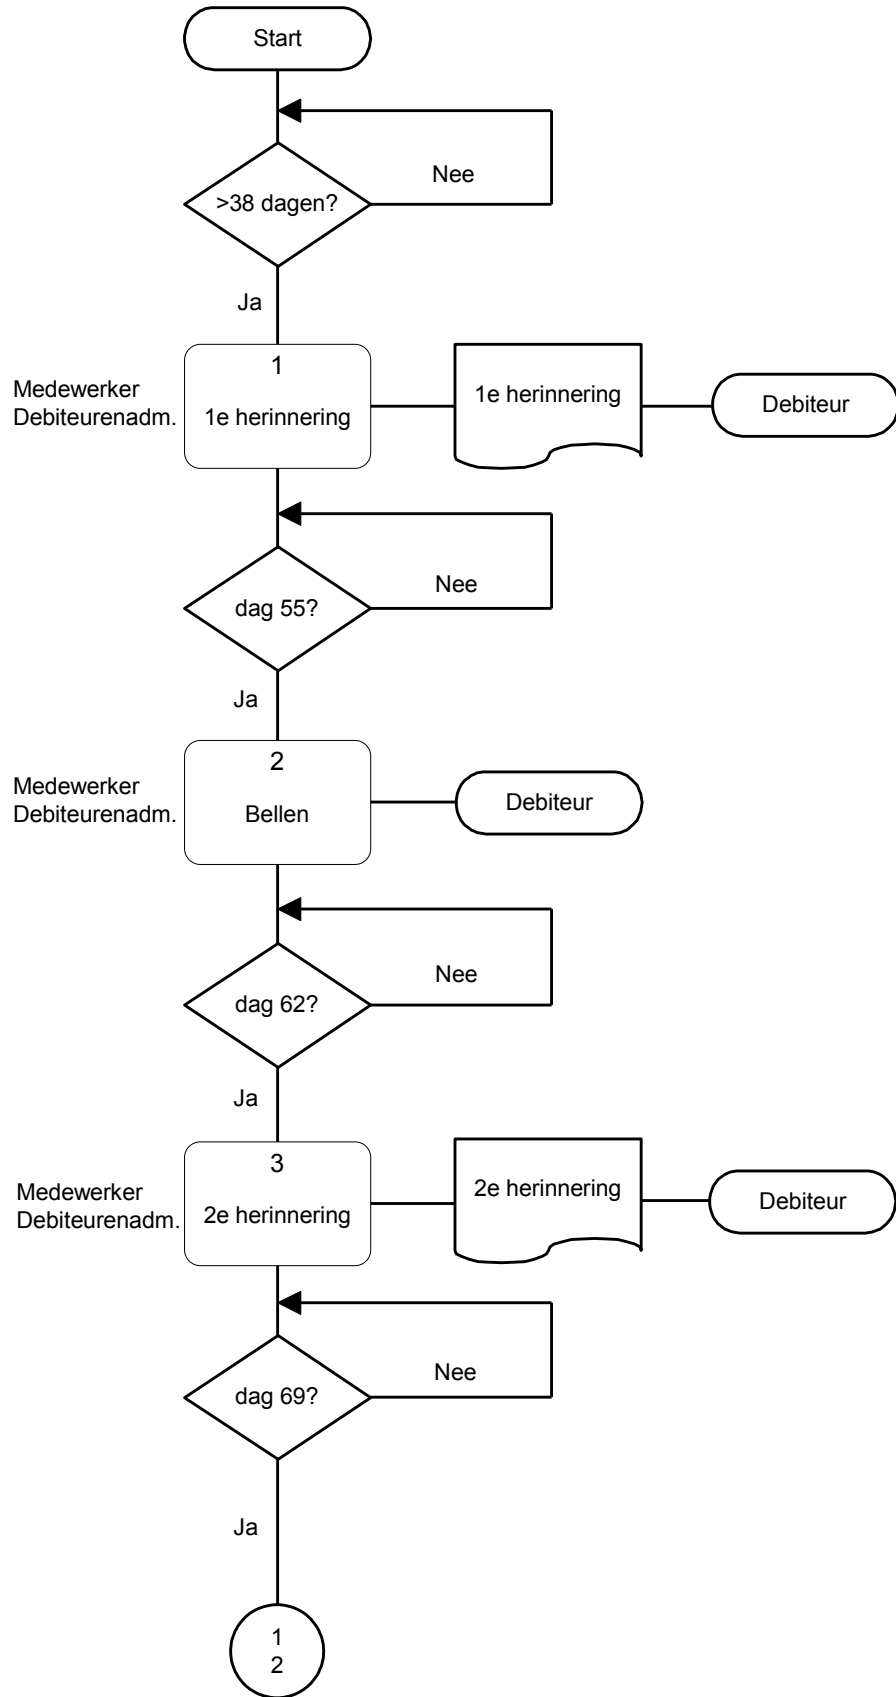 Start
Nee
>38 dagen?
Ja
1
Medewerker
Debiteurenadm.
1e herinnering
1e herinnering
Debiteur
Nee
dag 55?
Ja
2
Medewerker
Debiteurenadm.
Bellen
Debiteur
Nee
dag 62?
Ja
3
Medewerker
Debiteurenadm.
2e herinnering
2e herinnering
Debiteur
Nee
dag 69?
Ja
1
2